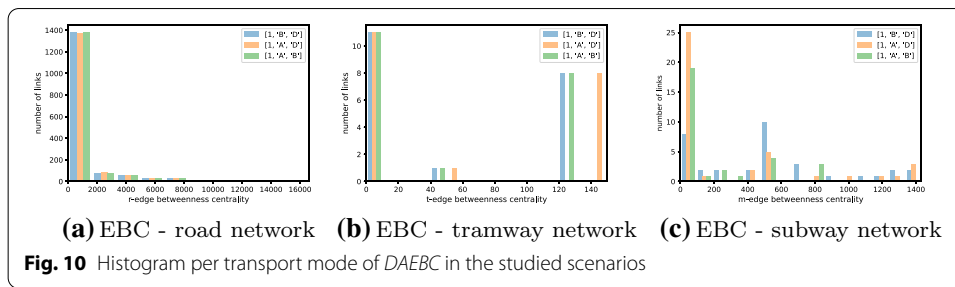 1400
1200
1000
800
600
400
200
0
number of links
[1, 'B', 'D']
[1, 'A', 'D']
[1, 'A', 'B']
0 2000 4000 6000 8000 10000 12000 14000 16000
r-edge betweenness centrality
10
8
6
4
2
0
number of links
[1, 'B', 'D']
[1, 'A', 'D']
[1, 'A', 'B']
0 20 40 60 80 100 120 140
t-edge betweenness centrality
25
20
15
10
5
0
number of links
[1, 'B', 'D']
[1, 'A', 'D']
[1, 'A', 'B']
0 200 400 600 800 1000 1200 1400
m-edge betweenness centrality
(a) EBC - road network (b) EBC - tramway network (c) EBC - subway network
Fig. 10 Histogram per transport mode of DAEBC in the studied scenarios